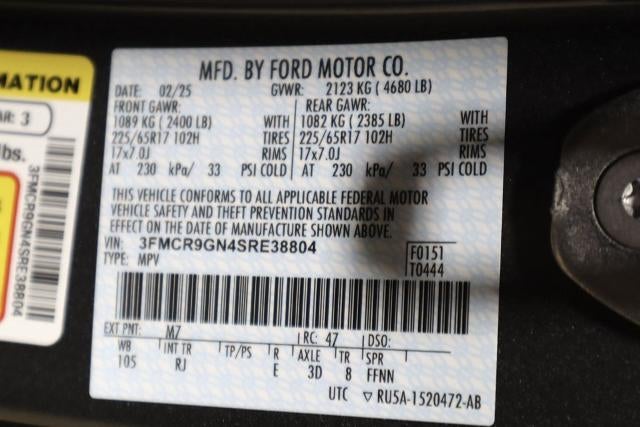 MATION
AR: 3
lbs.
3FMCR9GN4SRE38804
MFD. BY FORD MOTOR CO.
DATE: 02/25 GVWR: 2123 KG ( 4680 LB)
FRONT GAWR: REAR GAWR:
1089 KG ( 2400 LB) WITH 1082 KG ( 2385 LB) WITH
225/65R17 102H TIRES 225/65R17 102H TIRES
17x7.0J RIMS 17x7.0J RIMS
AT 230 kPa/ 33 PSI COLD AT 230 kPa/ 33 PSI COLD
THIS VEHICLE CONFORMS TO ALL APPLICABLE FEDERAL MOTOR
VEHICLE SAFETY AND THEFT PREVENTION STANDARDS IN
EFFECT ON THE DATE OF MANUFACTURE SHOWN ABOVE.
VIN: 3FMCR9GN4SRE38804 F0151
TYPE: MPV T0444
EXT PNT: M7 RC: 47 DSO:
WB INT TR TP/PS R AXLE TR SPR
105 RJ E 3D 8 FFNN
UTC ▽ RU5A-1520472-AB